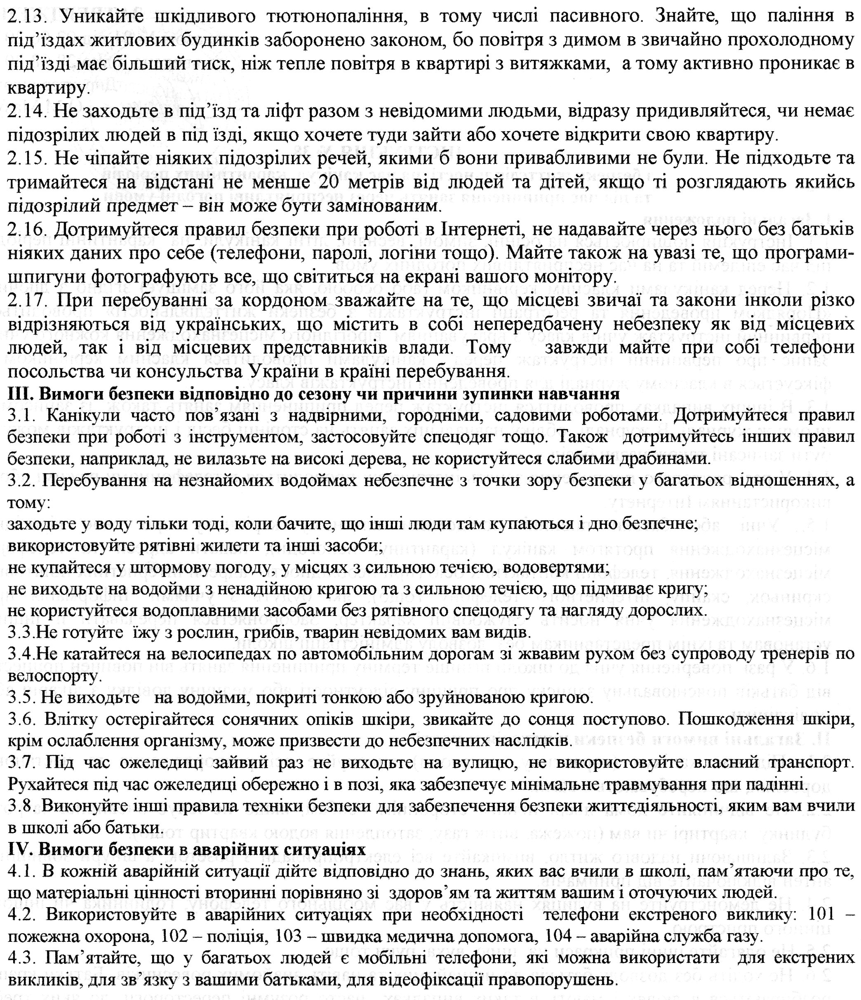 2.13. Уникайте шкідливого тютюнопаління, в тому числі пасивного. Знайте, що паління в
під’їздах житлових будинків заборонено законом, бо повітря з димом в звичайно прохолодному
під’їзді має більший тиск, ніж тепле повітря в квартирі з витяжками, а тому активно проникає в
квартиру.
2.14. Не заходьте в під’їзд та ліфт разом з невідомими людьми, відразу придивляйтеся, чи немає
підозрілих людей в під їзді, якщо хочете туди зайти або хочете відкрити свою квартиру.
2.15. Не чіпайте ніяких підозрілих речей, якими б вони привабливими не були. Не підходьте та
тримайтеся на відстані не менше 20 метрів від людей та дітей, якщо ті розглядають якийсь
підозрілий предмет – він може бути замінованим.
2.16. Дотримуйтеся правил безпеки при роботі в Інтернеті, не надавайте через нього без батьків
ніяких даних про себе (телефони, паролі, логіни тощо). Майте також на увазі те, що програми-
шпигуни фотографують все, що світиться на екрані вашого монітору.
2.17. При перебуванні за кордоном зважайте на те, що місцеві звичаї та закони інколи різко
відрізняються від українських, що містить в собі непередбачену небезпеку як від місцевих
людей, так і від місцевих представників влади. Тому завжди майте при собі телефони
посольства чи консульства України в країні перебування.
III. Вимоги безпеки відповідно до сезону чи причини зупинки навчання
3.1. Канікули часто пов’язані з надвірними, городніми, садовими роботами. Дотримуйтеся правил
безпеки при роботі з інструментом, застосовуйте спецодяг тощо. Також дотримуйтесь інших правил
безпеки, наприклад, не вилазьте на високі дерева, не користуйтеся слабими драбинами.
3.2. Перебування на незнайомих водоймах небезпечне з точки зору безпеки у багатьох відношеннях, а
тому:
заходьте у воду тільки тоді, коли бачите, що інші люди там купаються і дно безпечне;
використовуйте рятівні жилети та інші засоби;
не купайтеся у штормову погоду, у місцях з сильною течією, водовертями;
не виходьте на водойми з ненадійною кригою та з сильною течією, що підмиває кригу;
не користуйтеся водоплавними засобами без рятівного спецодягу та нагляду дорослих.
3.3.Не готуйте їжу з рослин, грибів, тварин невідомих вам видів.
3.4.Не катайтеся на велосипедах по автомобільним дорогам зі жвавим рухом без супроводу тренерів по
велоспорту.
3.5. Не виходьте на водойми, покриті тонкою або зруйнованою кригою.
3.6. Влітку остерігайтеся сонячних опіків шкіри, звикайте до сонця поступово. Пошкодження шкіри,
крім ослаблення організму, може призвести до небезпечних наслідків.
3.7. Під час ожеледиці зайвий раз не виходьте на вулицю, не використовуйте власний транспорт.
Рухайтеся під час ожеледиці обережно і в позі, яка забезпечує мінімальне травмування при падінні.
3.8. Виконуйте інші правила техніки безпеки для забезпечення безпеки життєдіяльності, яким вам вчили
в школі або батьки.
IV. Вимоги безпеки в аварійних ситуаціях
4.1. В кожній аварійній ситуації дійте відповідно до знань, яких вас вчили в школі, пам’ятаючи про те,
що матеріальні цінності вторинні порівняно зі здоров’ям та життям вашим і оточуючих людей.
4.2. Використовуйте в аварійних ситуаціях при необхідності телефони екстреного виклику: 101 –
пожежна охорона, 102 – поліція, 103 – швидка медична допомога, 104 – аварійна служба газу.
4.3. Пам’ятайте, що у багатьох людей є мобільні телефони, які можна використати для екстрених
викликів, для зв’язку з вашими батьками, для відеофіксації правопорушень.